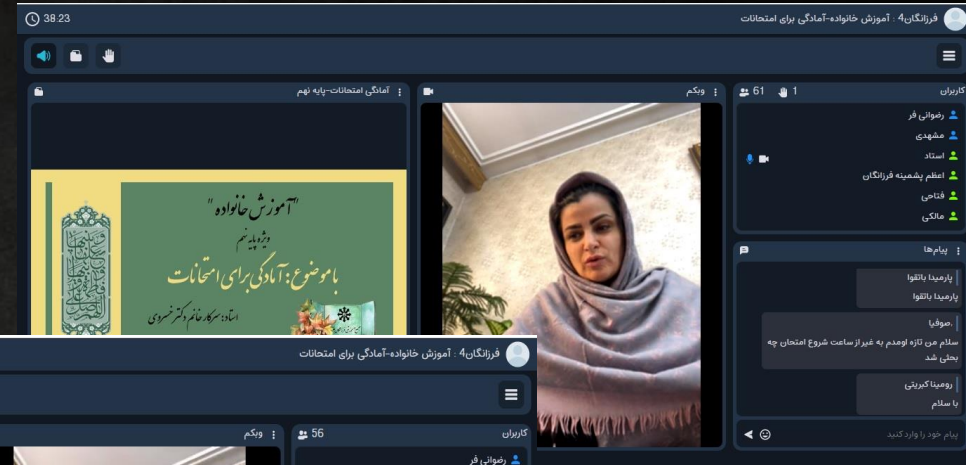 38:23
فرزانگان4 : آموزش خانواده-آمادگی برای امتحانات
آمادگی امتحانات-پایه نهم
وبکم
کاربران
1
61
رضوانی فر
مشهدی
استاد
اعظم پشمینه فرزانگان
فتاحی
مالکی
"آموزش خانواده"
ویژه پایه نهم
با موضوع: آمادگی برای امتحانات
استاد: سرکار خانم دکتر خسروی
پیام‌ها
پارمیدا باتقوا
پارمیدا باتقوا
صوفیا.
سلام من تازه اومدم به غیر از ساعت شروع امتحان چه
بحثی شد
رومینا کبریتی
با سلام
پیام خود را وارد کنید
فرزانگان4 : آموزش خانواده-آمادگی برای امتحانات
وبکم
کاربران
56
رضوانی فر